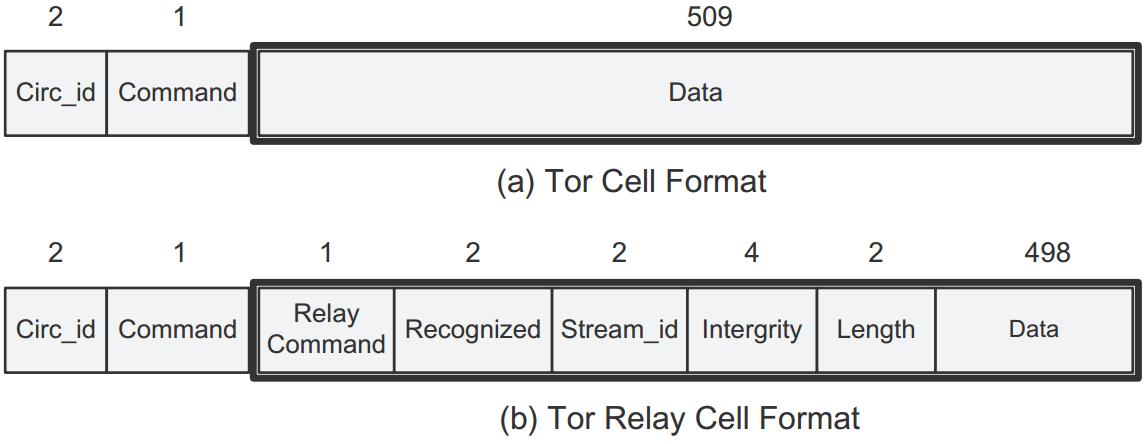 2 1 509
Circ_id Command Data
(a) Tor Cell Format
2 1 1 2 2 4 2 498
Circ_id Command Relay Command Recognized Stream_id Intergrity Length Data
(b) Tor Relay Cell Format